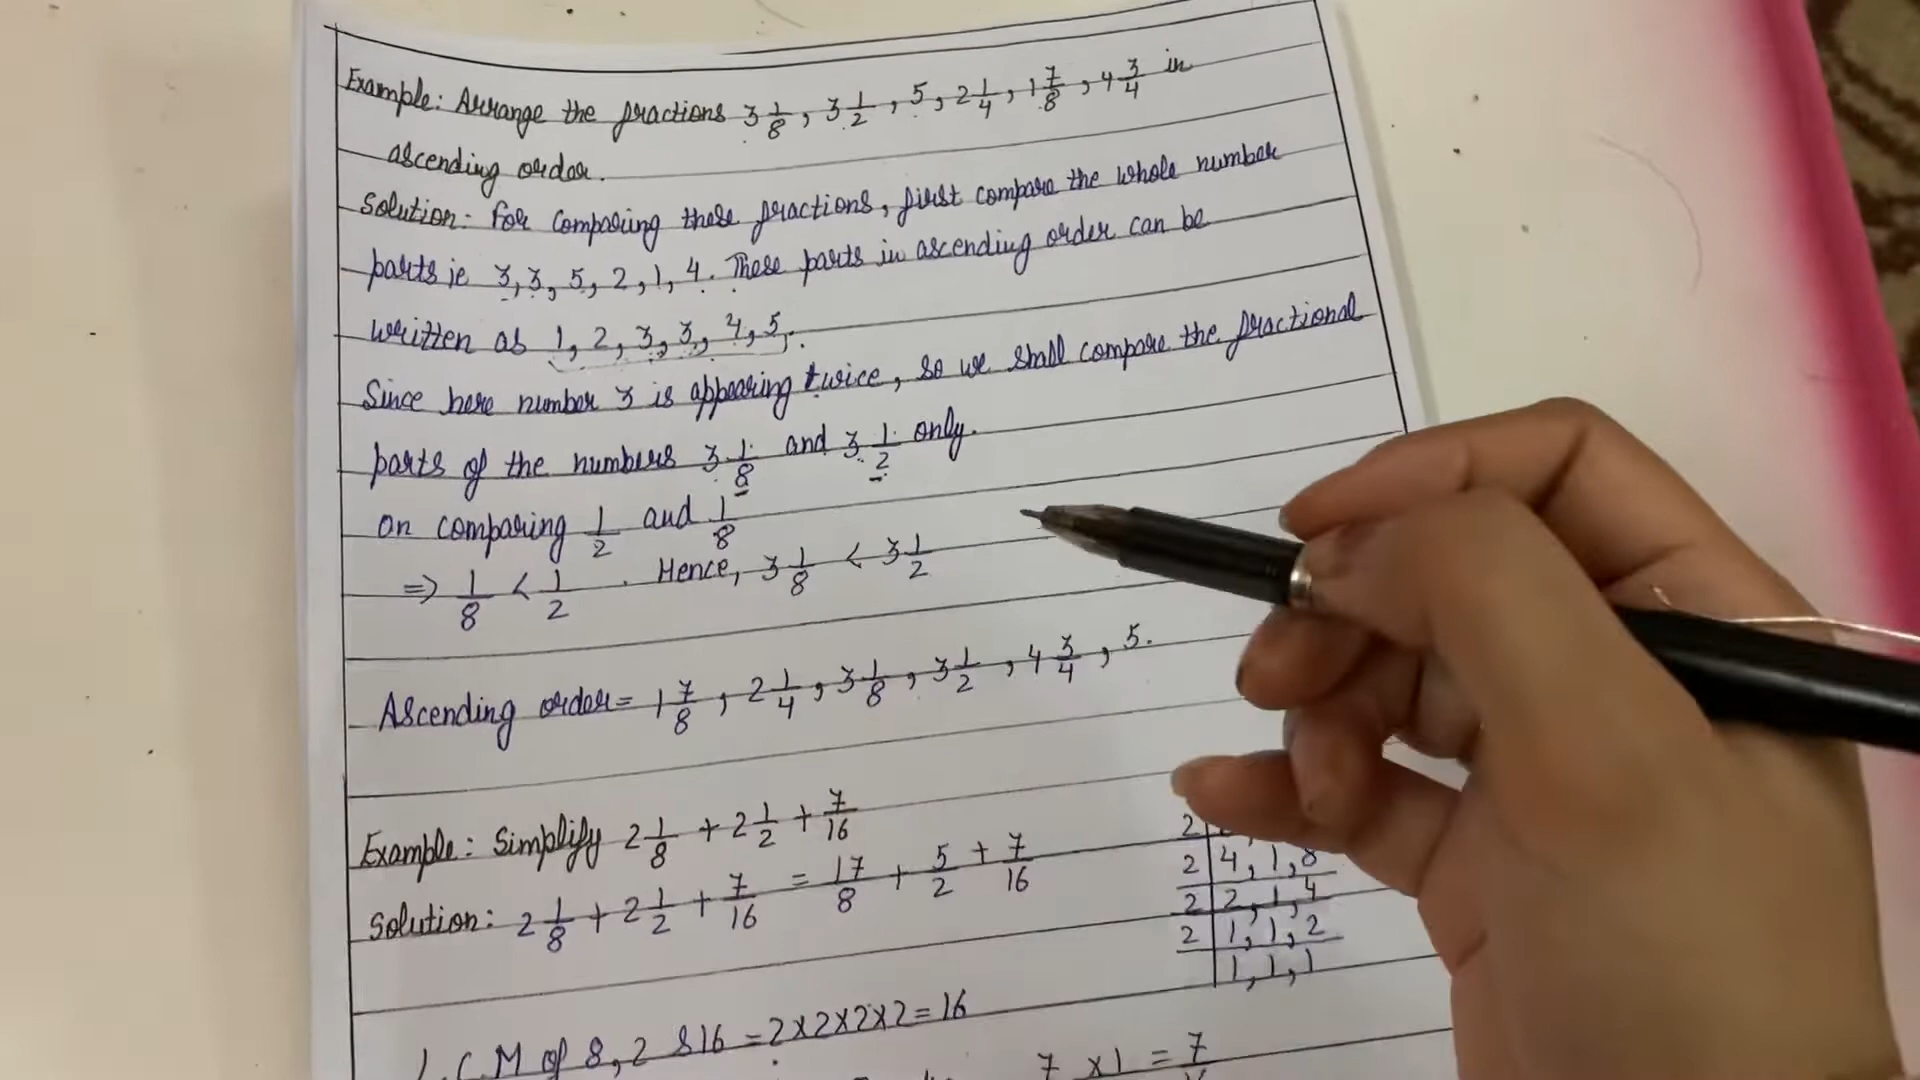 Example: Arrange the fractions 3 1/8, 3 1/2, 5, 2 1/4, 1 7/8, 4 3/4 in
ascending order.
Solution: For comparing these fractions, first compare the whole number
parts ie 3, 3, 5, 2, 1, 4. These parts in ascending order can be
written as 1, 2, 3, 3, 4, 5.
Since here number 3 is appearing twice, so we shall compare the fractional
parts of the numbers 3 1/8 and 3 1/2 only.
On comparing 1/2 and 1/8
⇒ 1/8 < 1/2 . Hence, 3 1/8 < 3 1/2
Ascending order = 1 7/8, 2 1/4, 3 1/8, 3 1/2, 4 3/4, 5.
Example: Simplify 2 1/8 + 2 1/2 + 7/16
Solution: 2 1/8 + 2 1/2 + 7/16 = 17/8 + 5/2 + 7/16
2
2 | 4, 1, 8
2 | 2, 1, 4
2 | 1, 1, 2
1, 1, 1
L.C.M of 8, 2 & 16 = 2×2×2×2 = 16
7 ×1 = 7